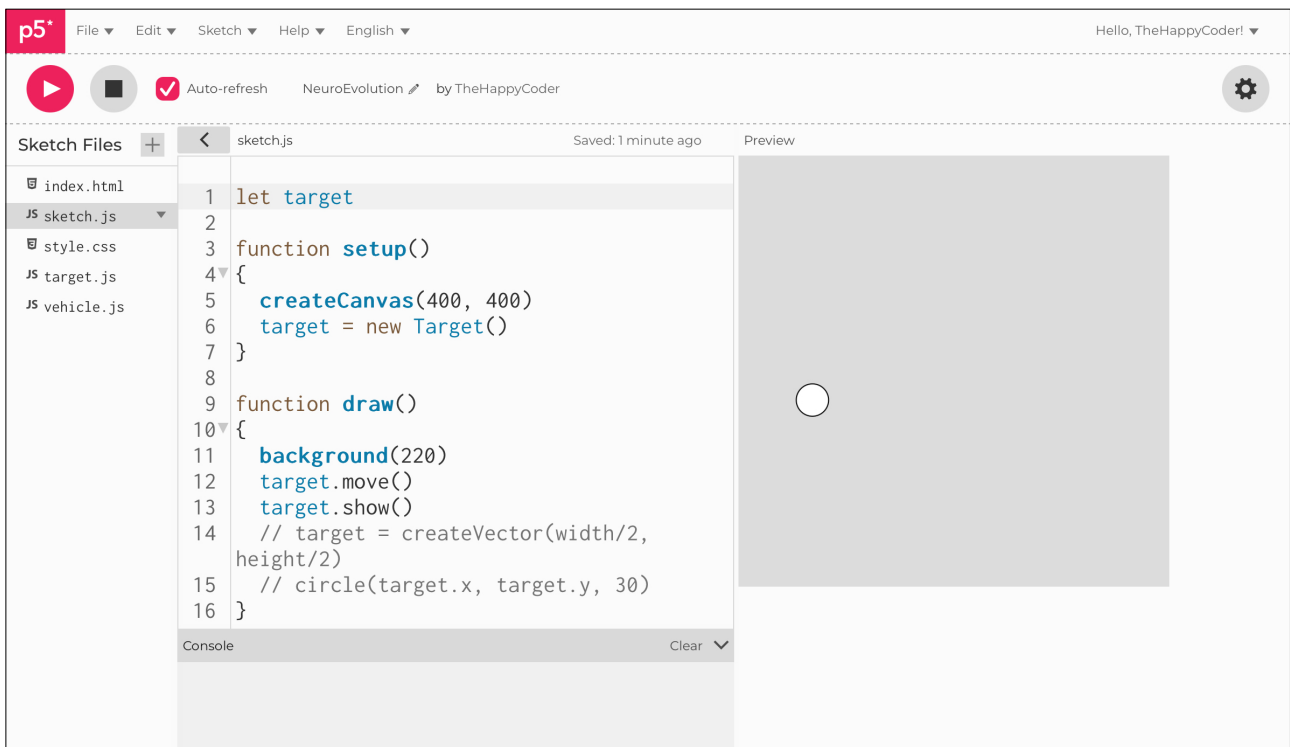 p5* File Edit Sketch Help English Hello, TheHappyCoder!
Auto-refresh NeuroEvolution by TheHappyCoder
Sketch Files + sketch.js Saved: 1 minute ago Preview
index.html
JS sketch.js
style.css
JS target.js
JS vehicle.js
1 let target
2
3 function setup()
4 {
5 createCanvas(400, 400)
6 target = new Target()
7 }
8
9 function draw()
10 {
11 background(220)
12 target.move()
13 target.show()
14 // target = createVector(width/2,
height/2)
15 // circle(target.x, target.y, 30)
16 }
Console Clear